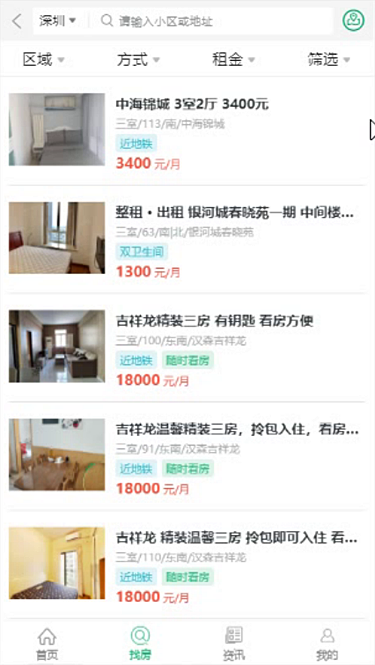 深圳 请输入小区或地址
区域 方式 租金 筛选
中海锦城 3室2厅 3400元
三室/113/南/中海锦城
近地铁
3400 元/月
整租·出租 银河城春晓苑一期 中间楼...
三室/63/南|北/银河城春晓苑
双卫生间
1300 元/月
吉祥龙精装三房 有钥匙 看房方便
三室/100/东南/汉森吉祥龙
近地铁 随时看房
18000 元/月
吉祥龙温馨精装三房，拎包入住，看房...
三室/91/东南/汉森吉祥龙
近地铁 随时看房
18000 元/月
吉祥龙 精装温馨三房 拎包即可入住 看...
三室/110/东南/汉森吉祥龙
近地铁 随时看房
18000 元/月
首页 找房 资讯 我的